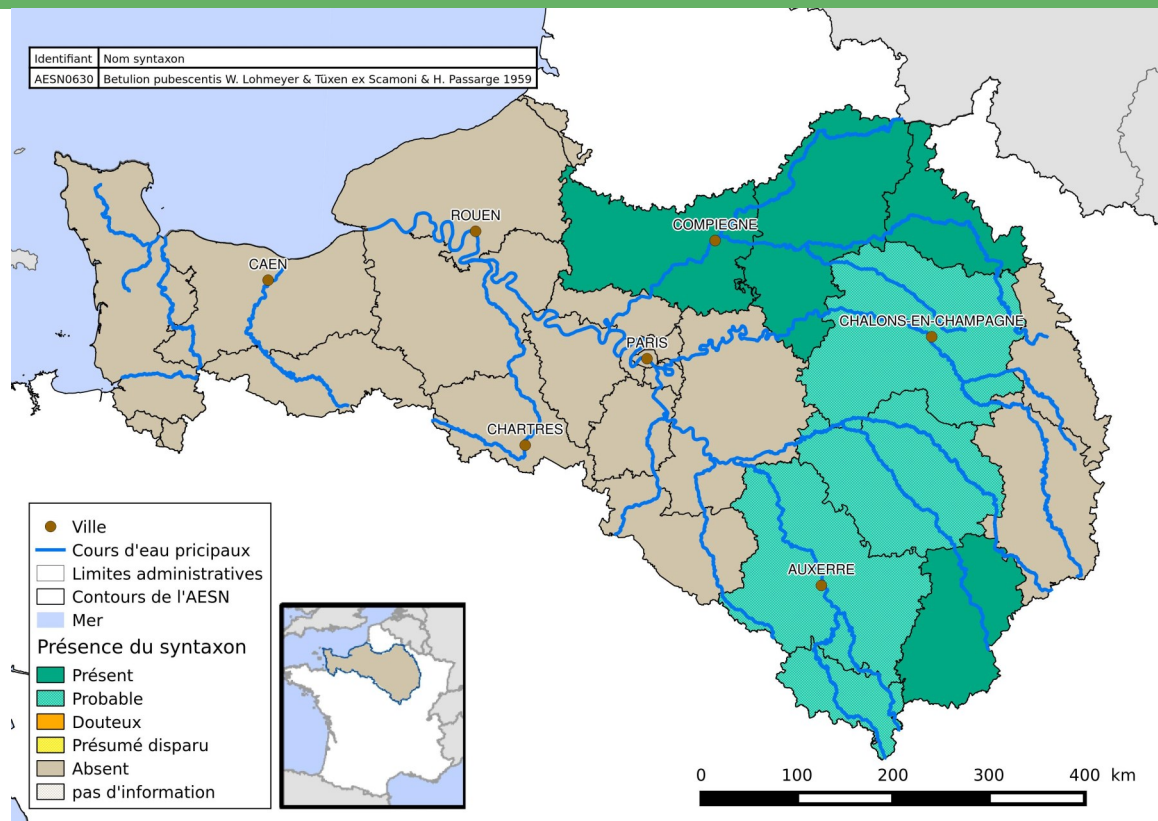 Identifiant Nom syntaxon
AESN0630 Betulion pubescentis W. Lohmeyer & Tüxen ex Scamoni & H. Passarge 1959
ROUEN
COMPIEGNE
CAEN
CHALONS-EN-CHAMPAGNE
PARIS
CHARTRES
AUXERRE
Ville
Cours d'eau pricipaux
Limites administratives
Contours de l'AESN
Mer
Présence du syntaxon
Présent
Probable
Douteux
Présumé disparu
Absent
pas d'information
0 100 200 300 400 km